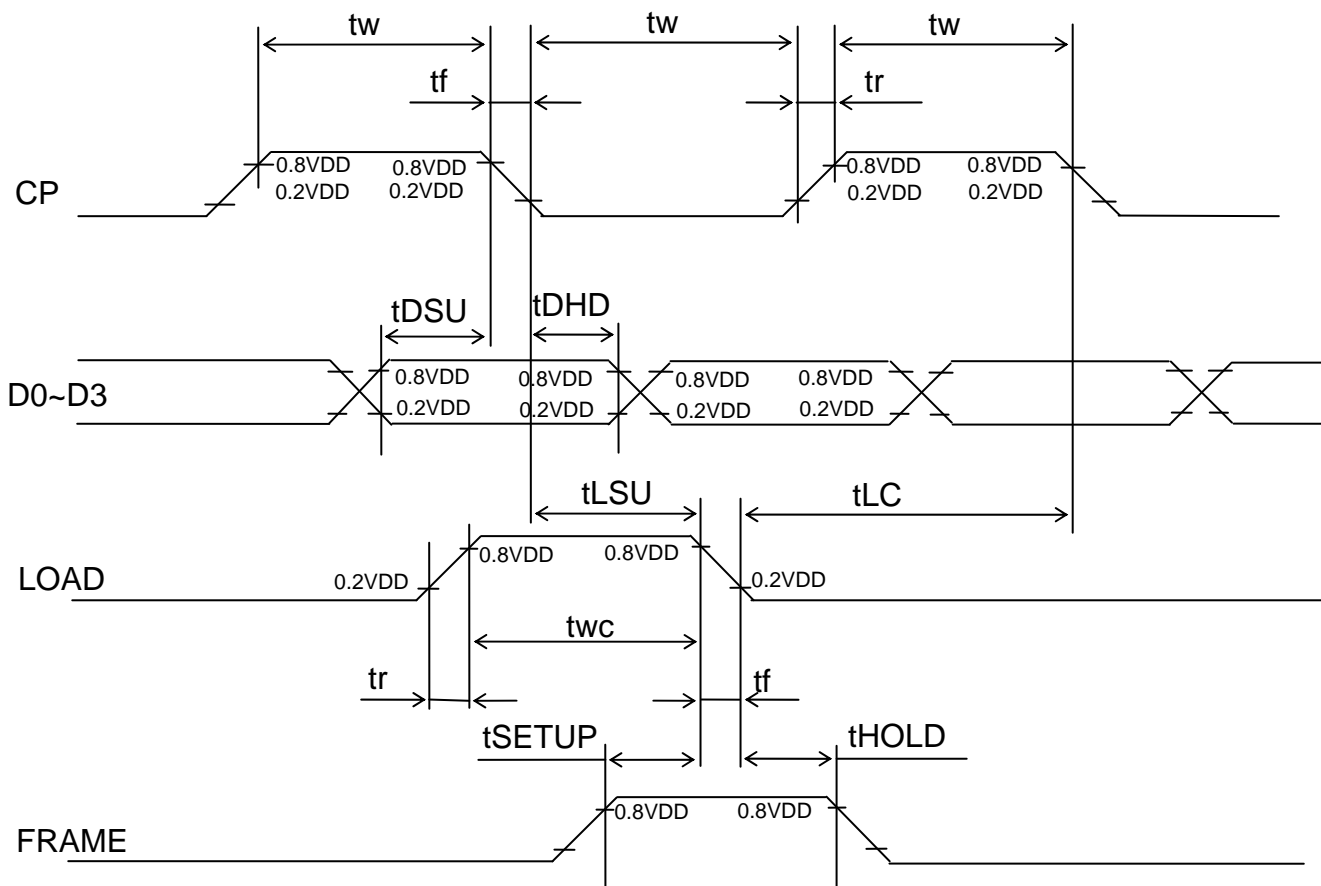 tw tw tw
tf tr
0.8VDD 0.8VDD 0.8VDD 0.8VDD
CP 0.2VDD 0.2VDD 0.2VDD 0.2VDD
tDSU tDHD
0.8VDD 0.8VDD 0.8VDD 0.8VDD
D0~D3 0.2VDD 0.2VDD 0.2VDD 0.2VDD
tLSU tLC
0.8VDD 0.8VDD
LOAD 0.2VDD 0.2VDD
twc
tr tf
tSETUP tHOLD
0.8VDD 0.8VDD
FRAME